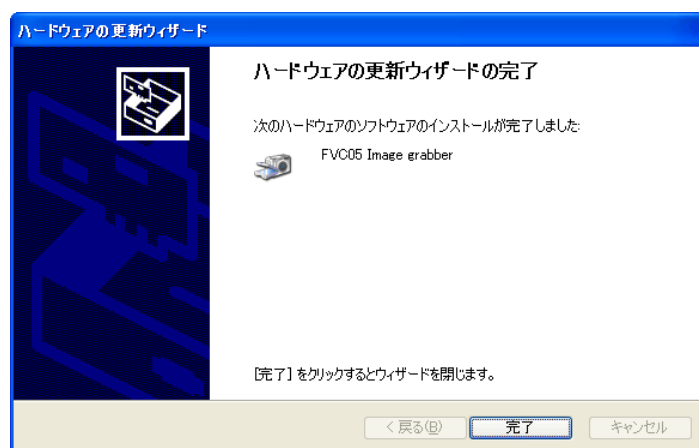 ハードウェアの更新ウィザード
ハードウェアの更新ウィザードの完了
次のハードウェアのソフトウェアのインストールが完了しました:
FVC05 Image grabber
[完了] をクリックするとウィザードを閉じます。
< 戻る(B)
完了
キャンセル